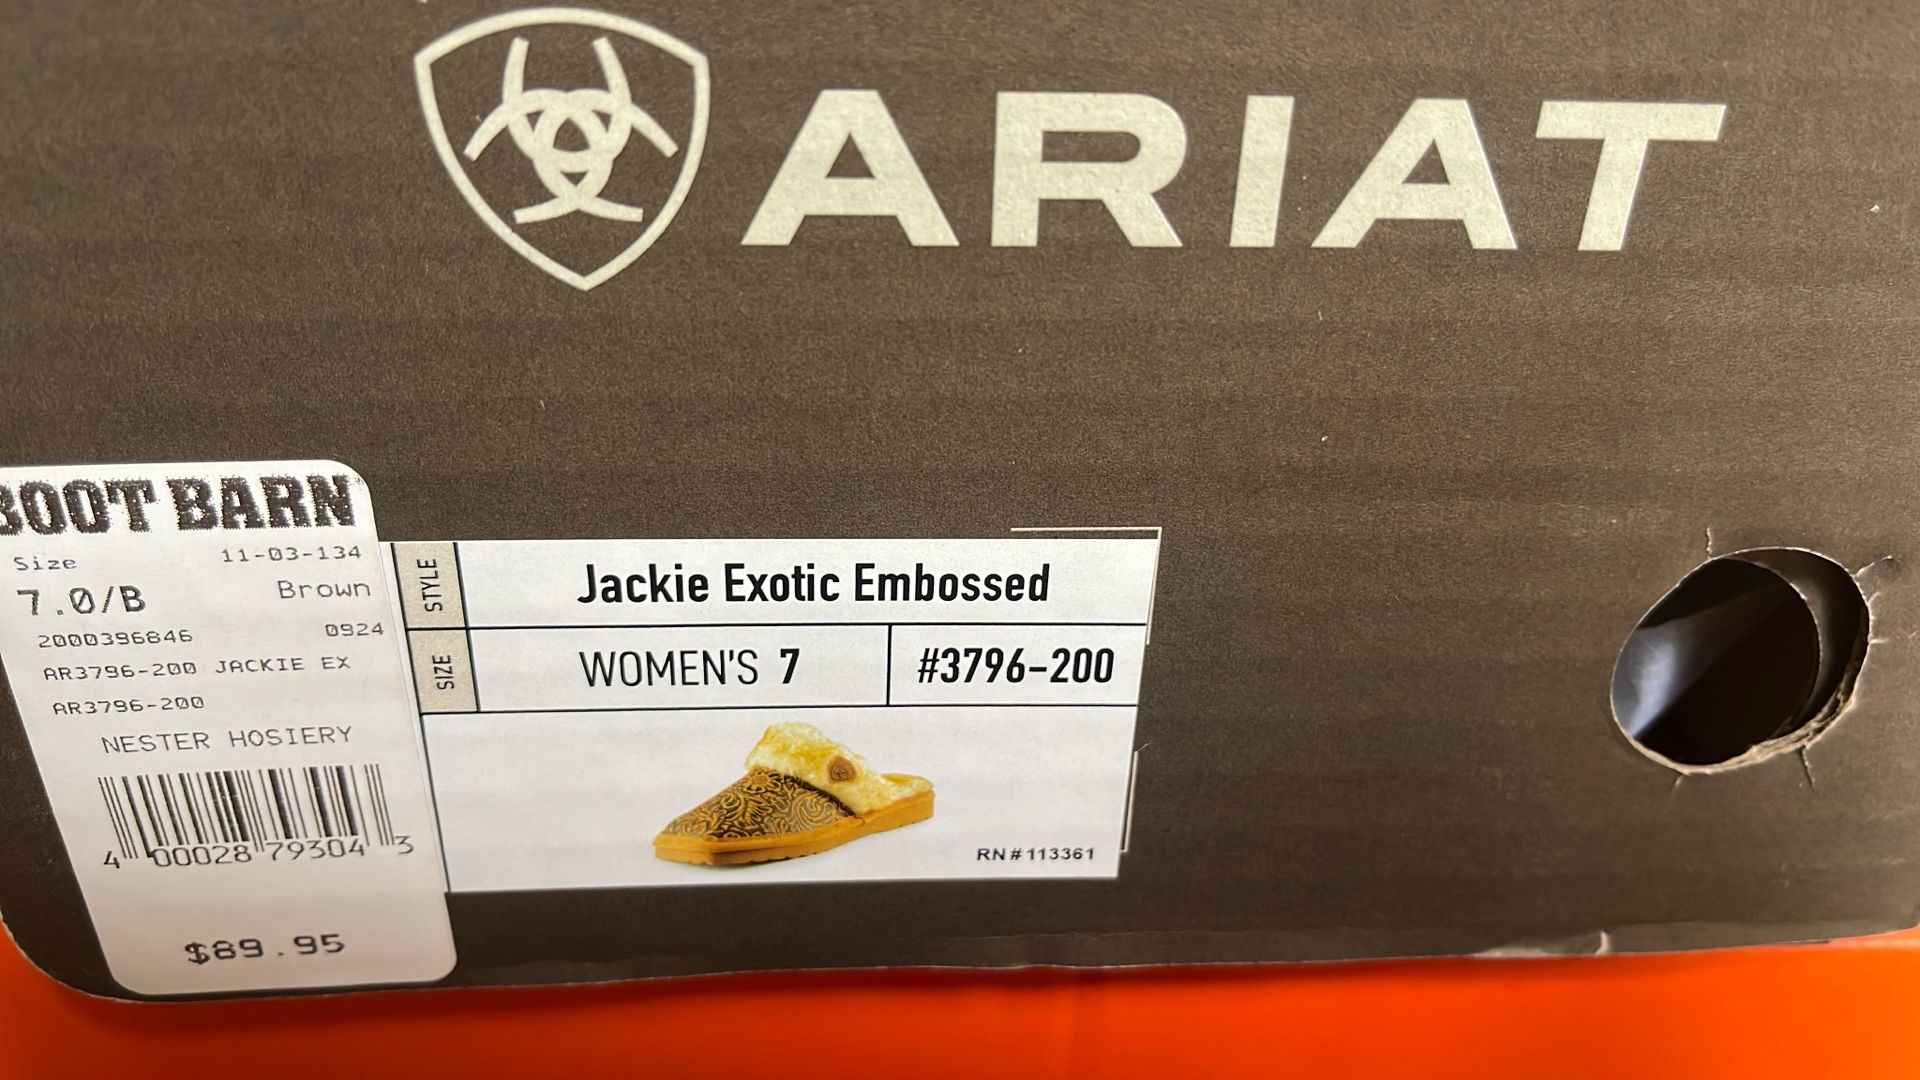 ARIAT
BOOT BARN
Size 11-03-134
7.0/B Brown
2000396846 0924
AR3796-200 JACKIE EX
AR3796-200
NESTER HOSIERY
4 00028 79304 3
$89.95
STYLE Jackie Exotic Embossed
SIZE WOMEN'S 7 #3796-200
RN#113361